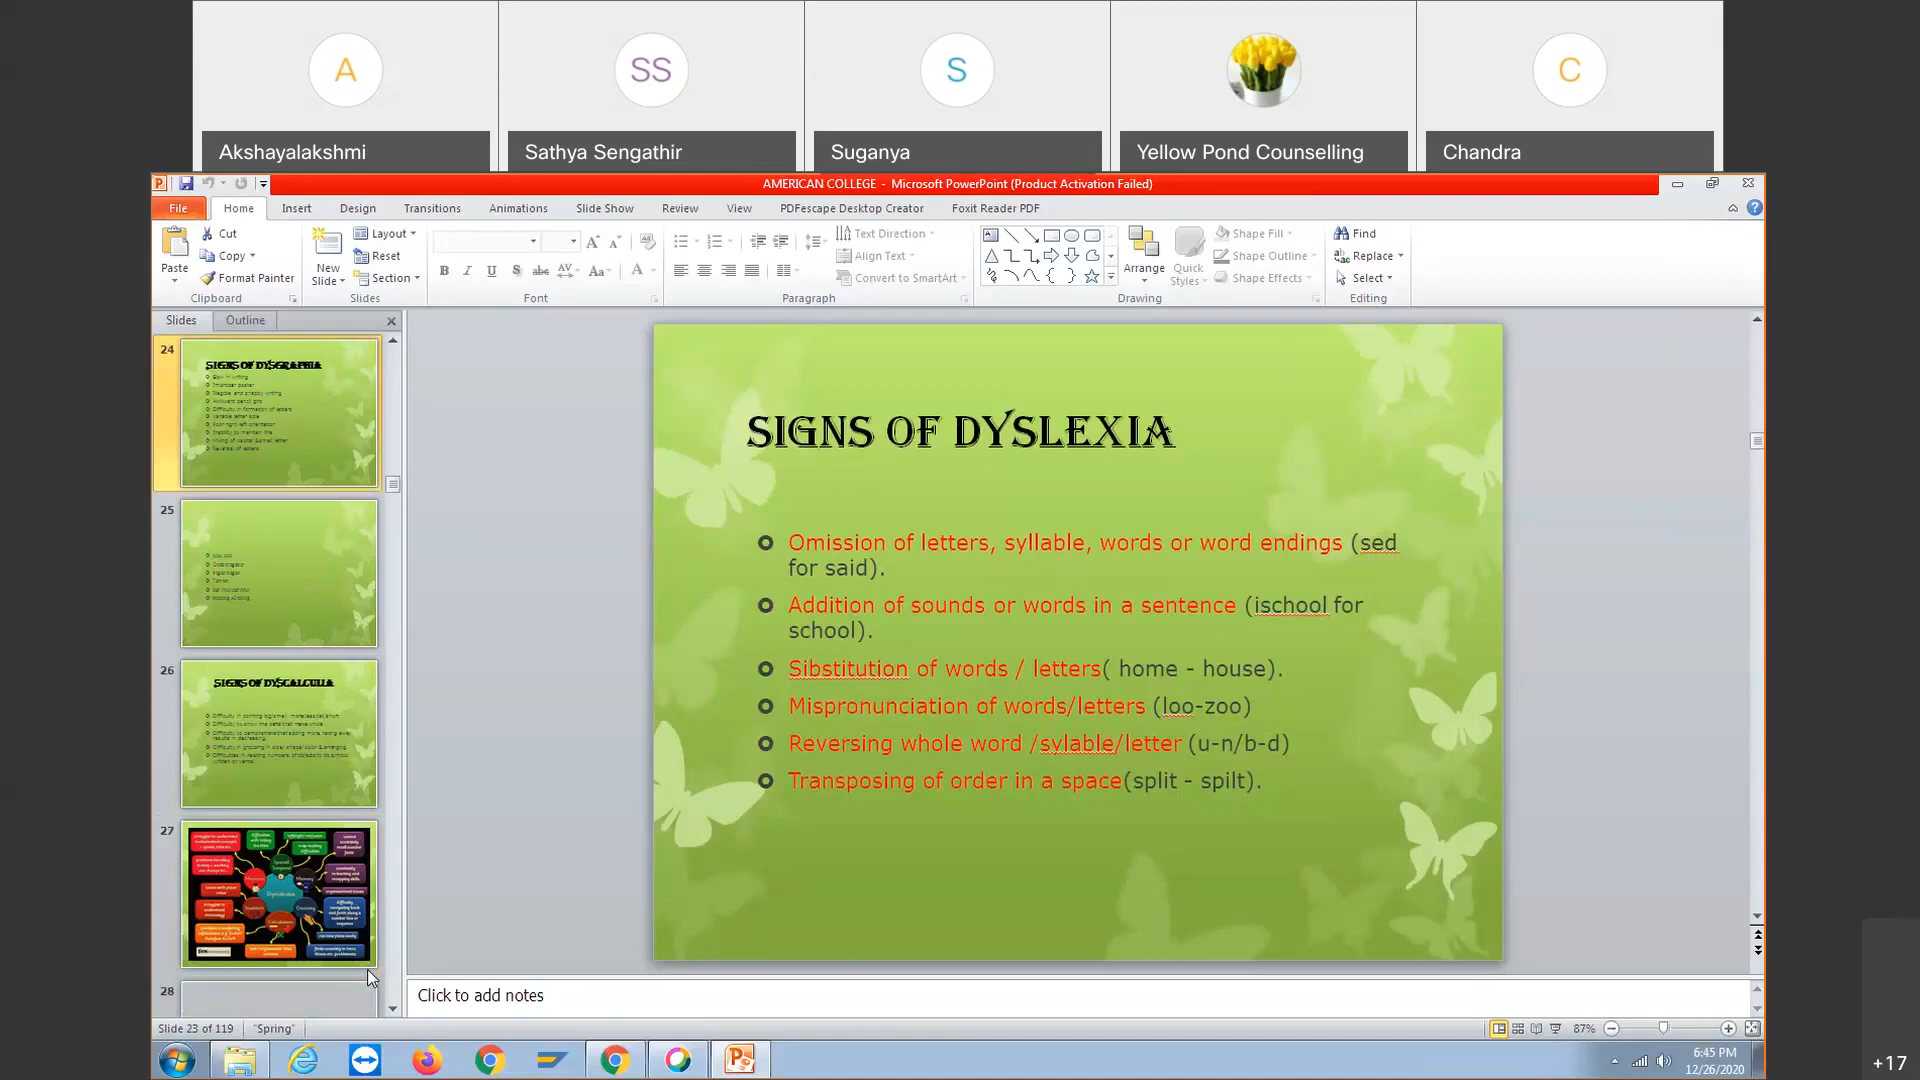 A
SS
S
C
Akshayalakshmi
Sathya Sengathir
Suganya
Yellow Pond Counselling
Chandra
AMERICAN COLLEGE - Microsoft PowerPoint (Product Activation Failed)
File Home Insert Design Transitions Animations Slide Show Review View PDFescape Desktop Creator Foxit Reader PDF
Paste
Cut
Copy
Format Painter
Clipboard
New Slide
Layout
Reset
Section
Slides
Font
Paragraph
Text Direction
Align Text
Convert to SmartArt
Arrange
Quick Styles
Shape Fill
Shape Outline
Shape Effects
Drawing
Find
Replace
Select
Editing
Slides Outline
24
SIGNS OF DYSGRAPHIA
25
26
SIGNS OF DYSCALCULIA
27
28
SIGNS OF DYSLEXIA
Omission of letters, syllable, words or word endings (sed
for said).
Addition of sounds or words in a sentence (ischool for
school).
Sibstitution of words / letters( home - house).
Mispronunciation of words/letters (loo-zoo)
Reversing whole word /sylable/letter (u-n/b-d)
Transposing of order in a space(split - spilt).
Click to add notes
Slide 23 of 119 "Spring"
87%
6:45 PM
12/26/2020
+17